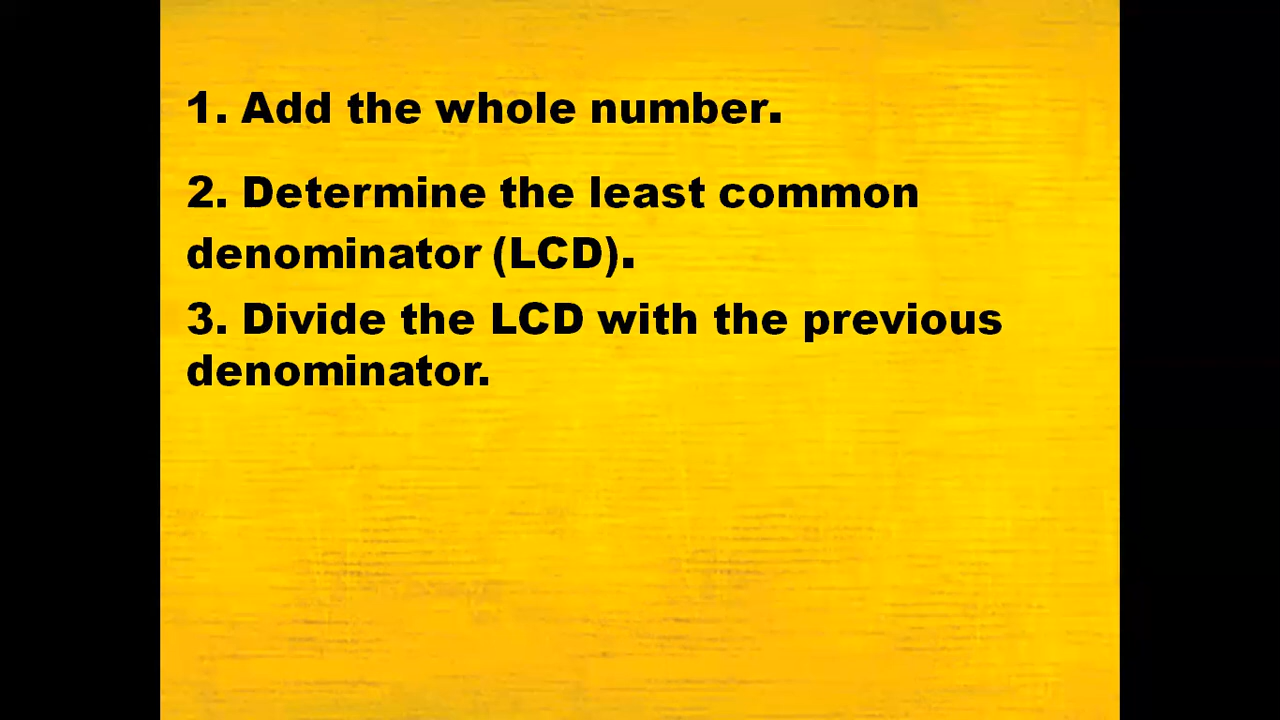 1. Add the whole number.
2. Determine the least common
denominator (LCD).
3. Divide the LCD with the previous
denominator.